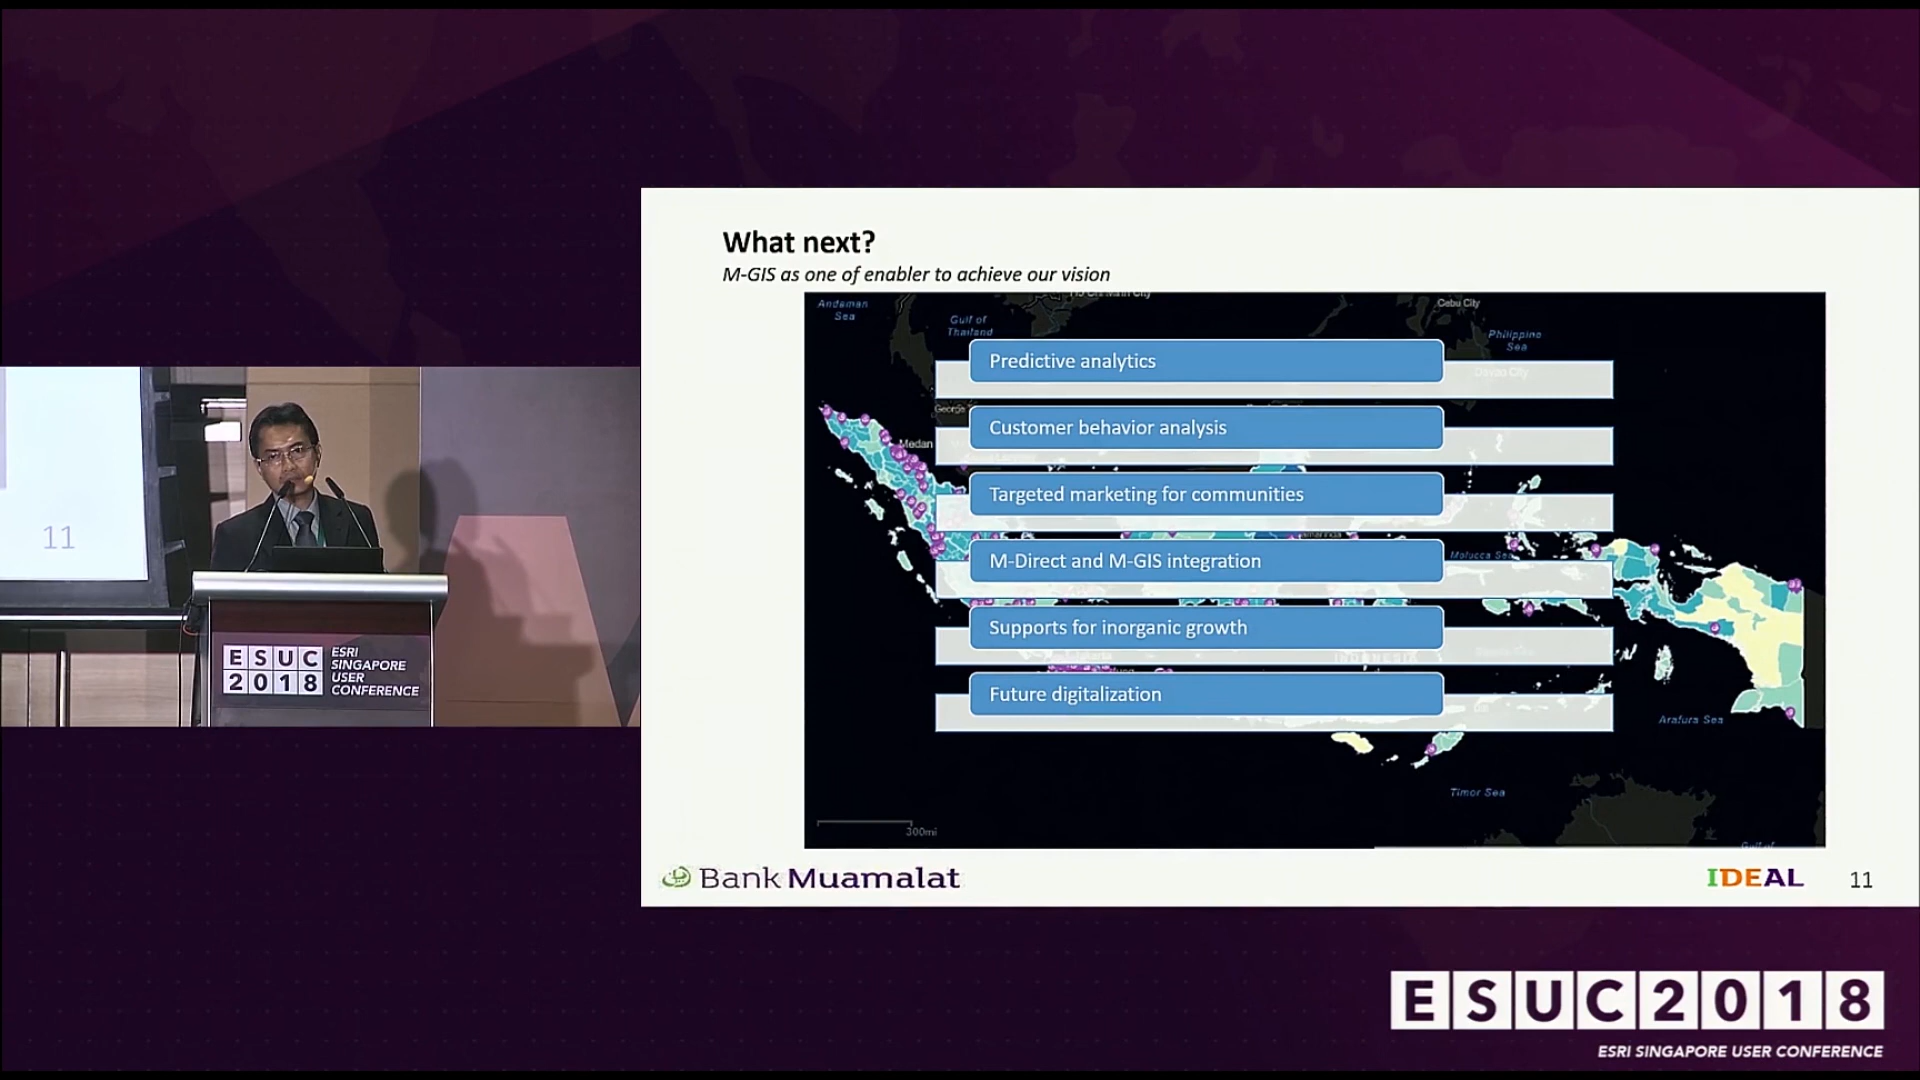 What next?
M-GIS as one of enabler to achieve our vision
Andaman
Sea
Gulf of
Thailand
Cebu City
Philippine
Sea
Davao City
Predictive analytics
George
Customer behavior analysis
Medan
Targeted marketing for communities
M-Direct and M-GIS integration
Molucca Sea
Supports for inorganic growth
Future digitalization
Arafura Sea
Timor Sea
300mi
Bank Muamalat
IDEAL
11
11
ESUC
2018
ESRI
SINGAPORE
USER
CONFERENCE
ESUC2018
ESRI SINGAPORE USER CONFERENCE